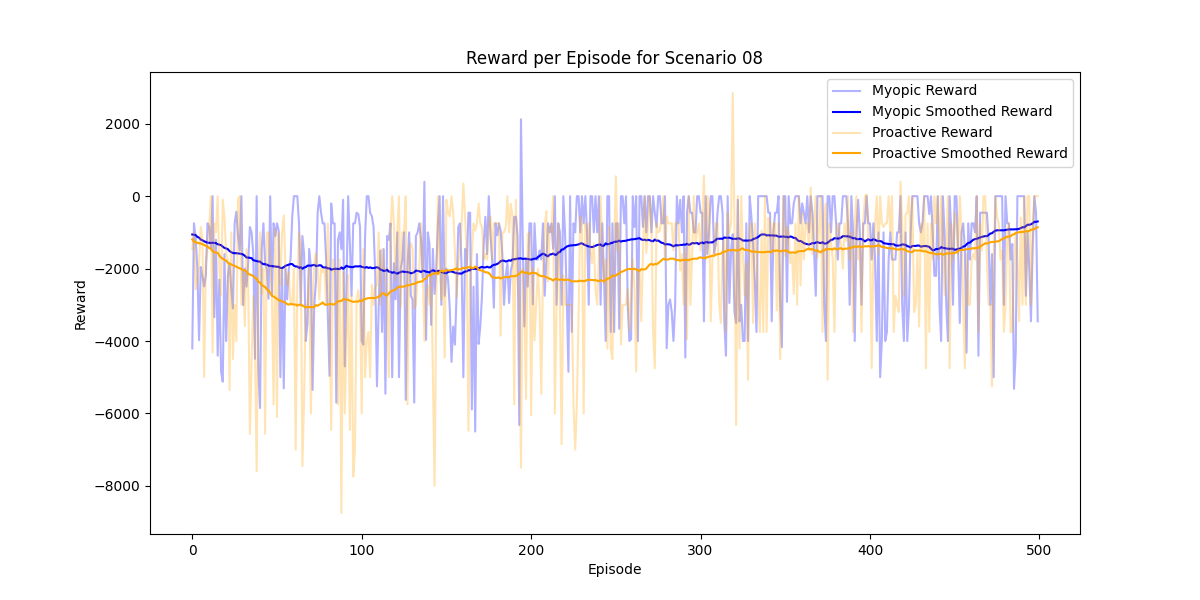 Reward per Episode for Scenario 08
Myopic Reward
Myopic Smoothed Reward
Proactive Reward
Proactive Smoothed Reward
2000
0
−2000
−4000
−6000
−8000
Reward
0 100 200 300 400 500
Episode